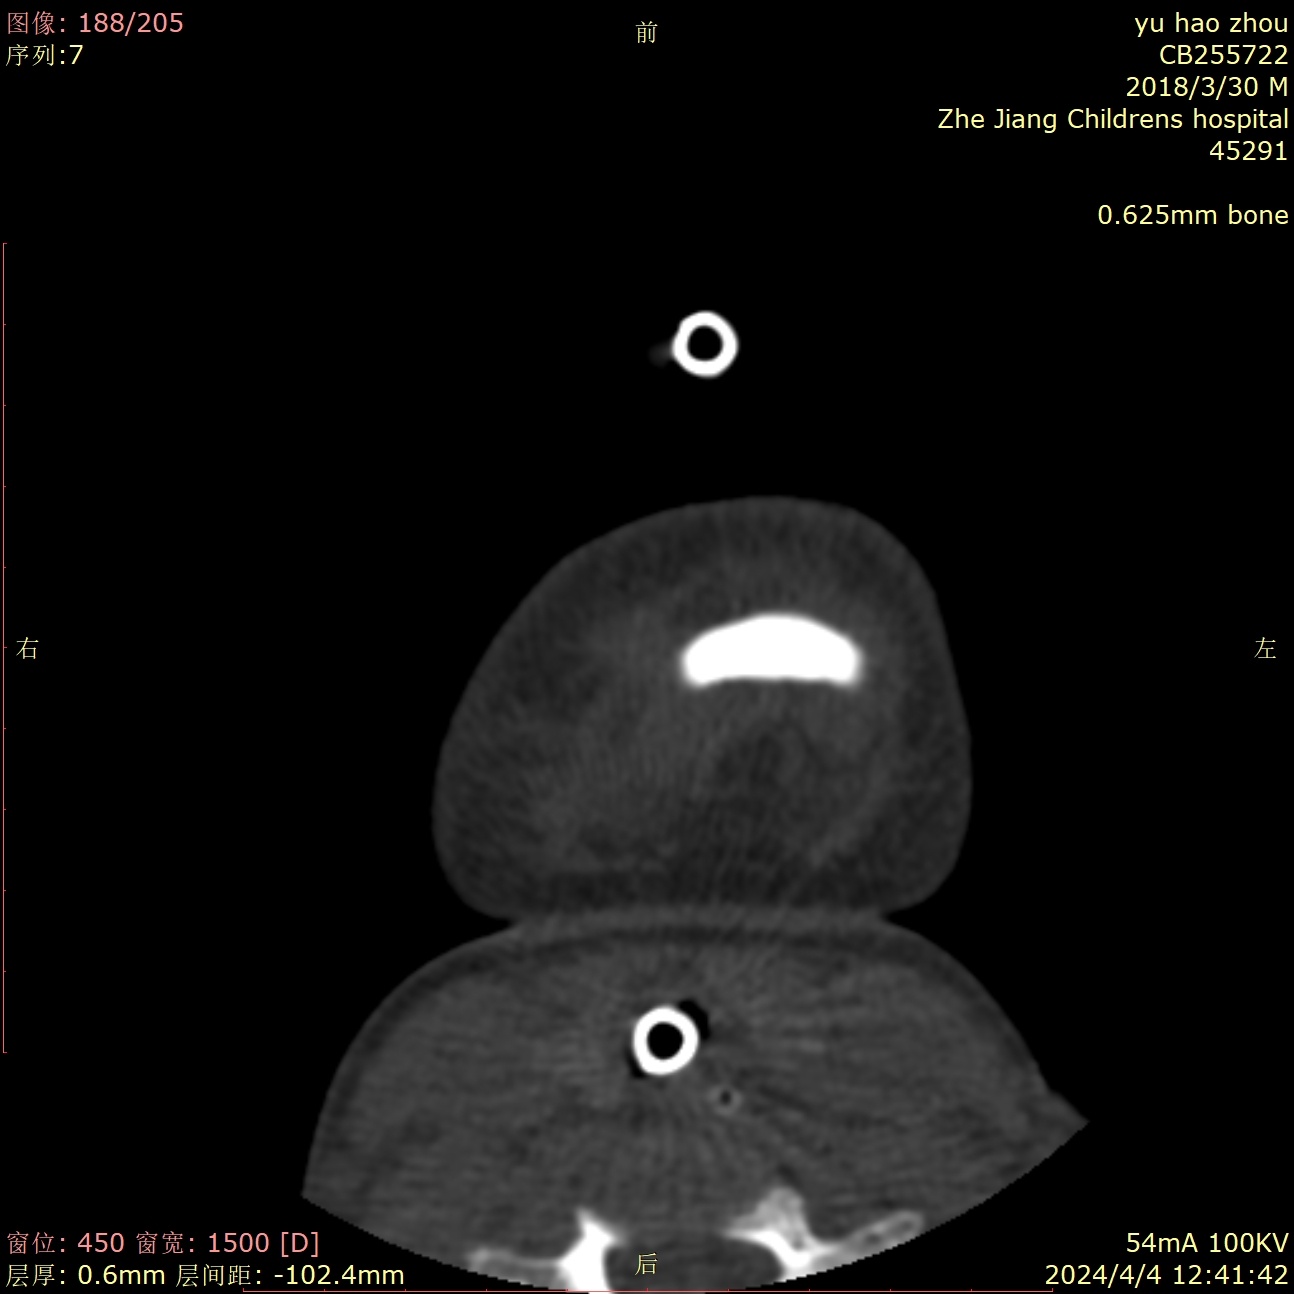 图像: 188/205
序列:7
前
yu hao zhou
CB255722
2018/3/30 M
Zhe Jiang Childrens hospital
45291
0.625mm bone
右
左
窗位: 450 窗宽: 1500 [D]
层厚: 0.6mm 层间距: -102.4mm
后
54mA 100KV
2024/4/4 12:41:42